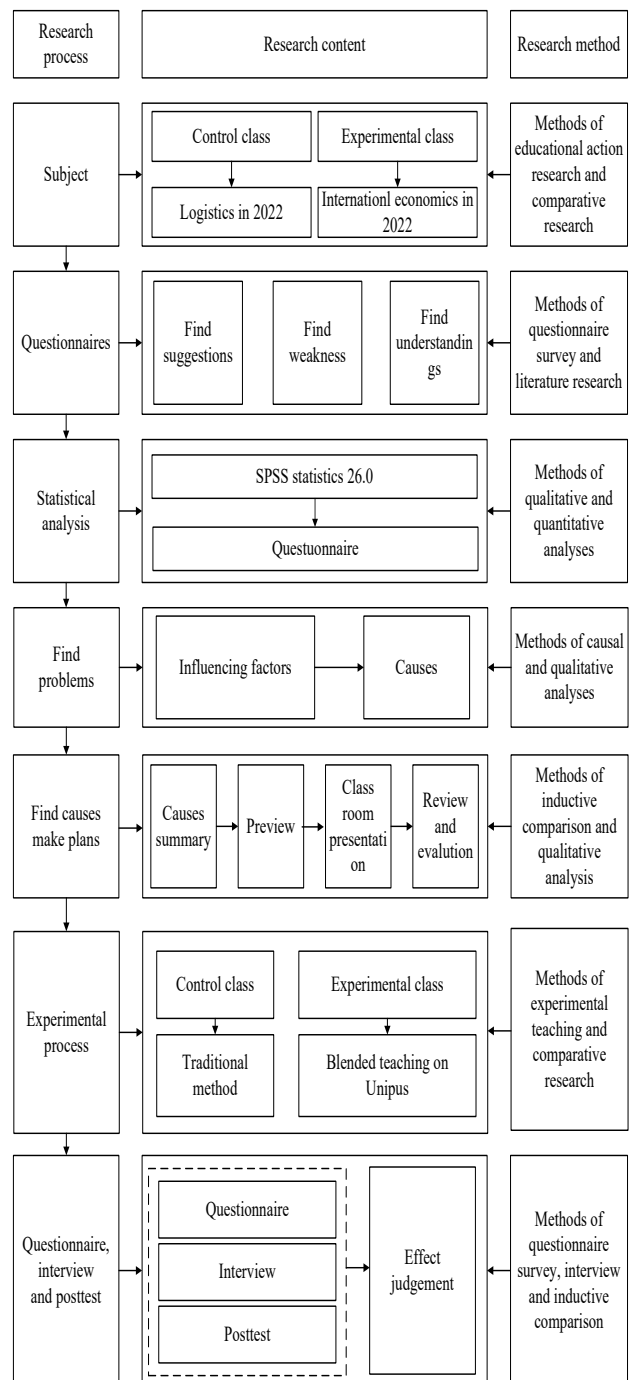 Research
process
Research content
Research method
Subject
Control class
Experimental class
Logistics in 2022
Internationl economics in
2022
Methods of
educational action
research and
comparative
research
Questionnaires
Find
suggestions
Find
weakness
Find
understandin
gs
Methods of
questionnaire
survey and
literature research
Statistical
analysis
SPSS statistics 26.0
Questuonnaire
Methods of
qualitative and
quantitative
analyses
Find
problems
Influencing factors
Causes
Methods of causal
and qualitative
analyses
Find causes
make plans
Causes
summary
Preview
Class
room
presentati
on
Review
and
evalution
Methods of
inductive
comparison and
qualitative
analysis
Experimental
process
Control class
Experimental class
Traditional
method
Blended teaching on
Unipus
Methods of
experimental
teaching and
comparative
research
Questionnaire,
interview
and posttest
Questionnaire
Interview
Posttest
Effect
judgement
Methods of
questionnaire
survey, interview
and inductive
comparison